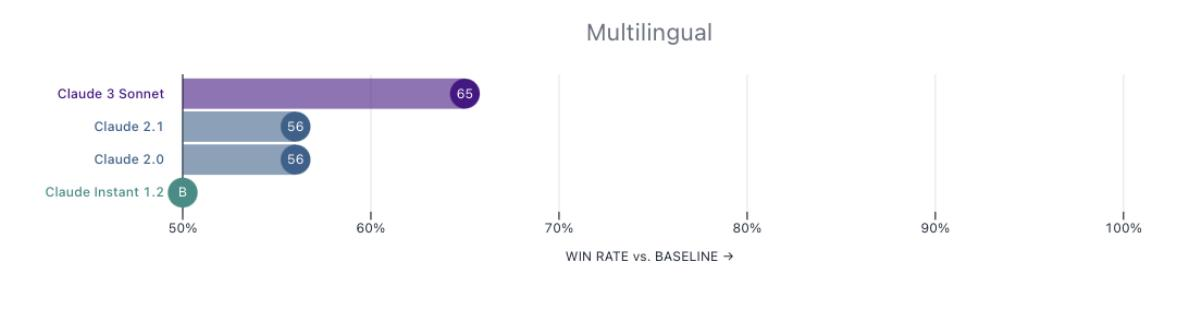 Multilingual
Claude 3 Sonnet 65
Claude 2.1 56
Claude 2.0 56
Claude Instant 1.2 B
50% 60% 70% 80% 90% 100%
WIN RATE vs. BASELINE →